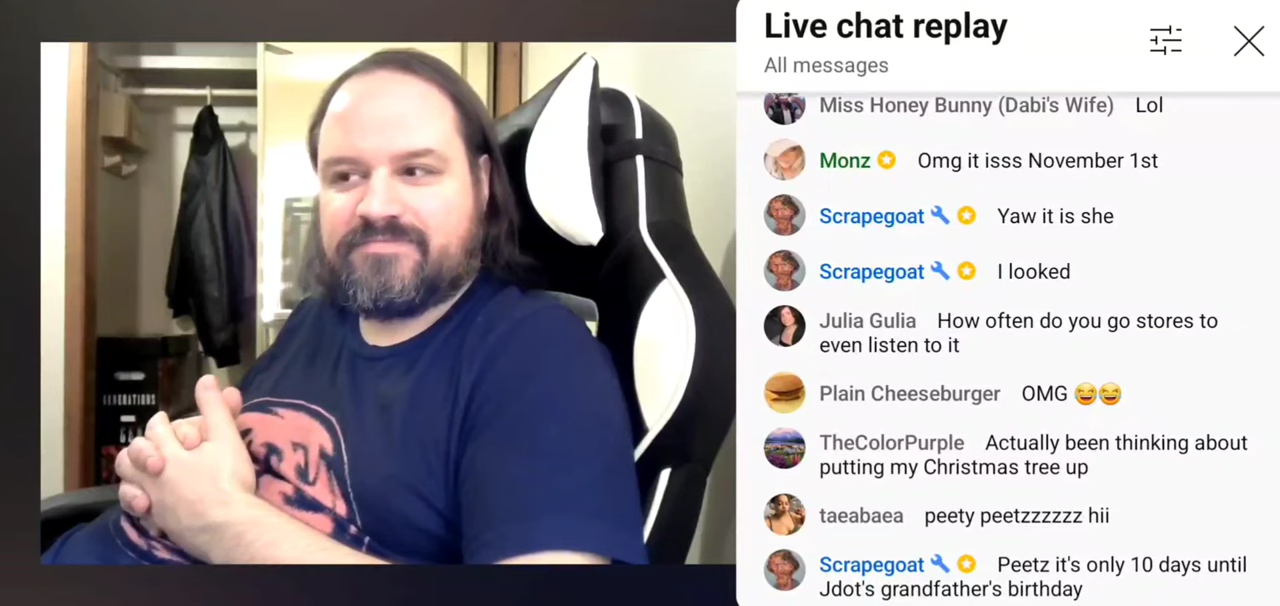 Live chat replay
All messages
Miss Honey Bunny (Dabi's Wife) Lol
Monz Omg it isss November 1st
Scrapegoat Yaw it is she
Scrapegoat I looked
Julia Gulia How often do you go stores to
even listen to it
Plain Cheeseburger OMG 😆😆
TheColorPurple Actually been thinking about
putting my Christmas tree up
taeabaea peety peetzzzzzz hii
Scrapegoat Peetz it's only 10 days until
Jdot's grandfather's birthday
GENERATIONS